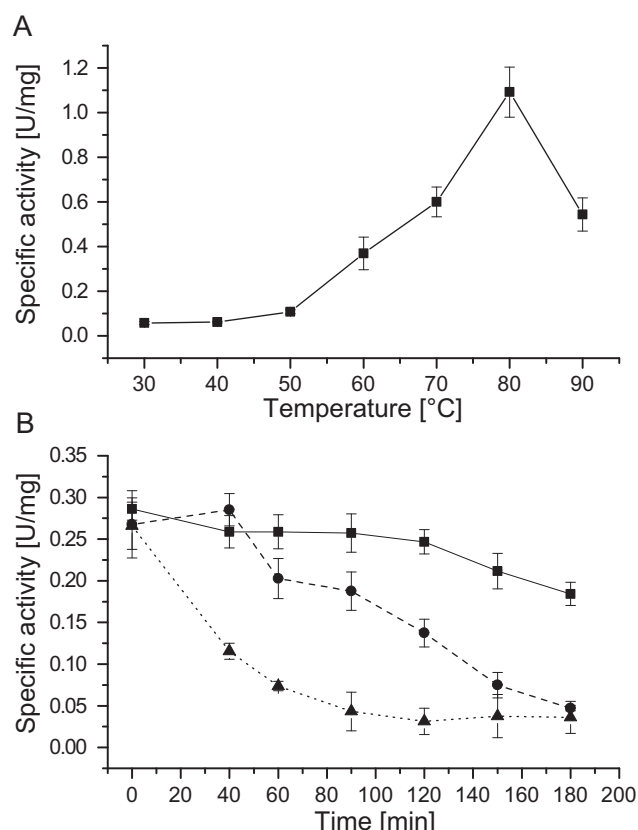 A
Specific activity [U/mg]
1.2
1.0
0.8
0.6
0.4
0.2
0.0
30 40 50 60 70 80 90
Temperature [°C]
B
Specific activity [U/mg]
0.35
0.30
0.25
0.20
0.15
0.10
0.05
0.00
0 20 40 60 80 100 120 140 160 180 200
Time [min]